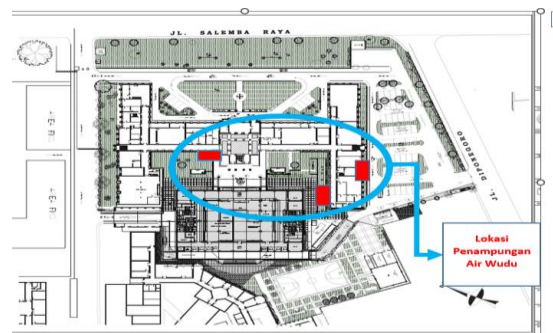 JL. SALEMBA RAYA
JL. DIPONEGORO
Lokasi
Penampungan
Air Wudu